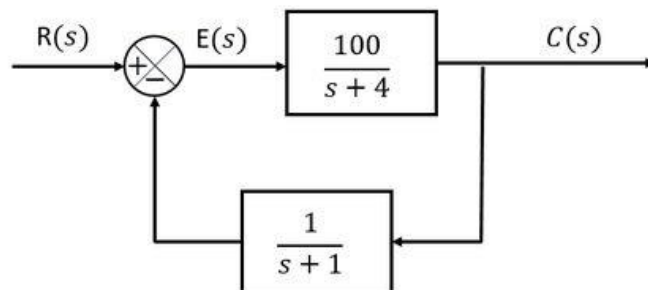 R(s)
E(s)
C(s)
+
−
100
s + 4
1
s + 1